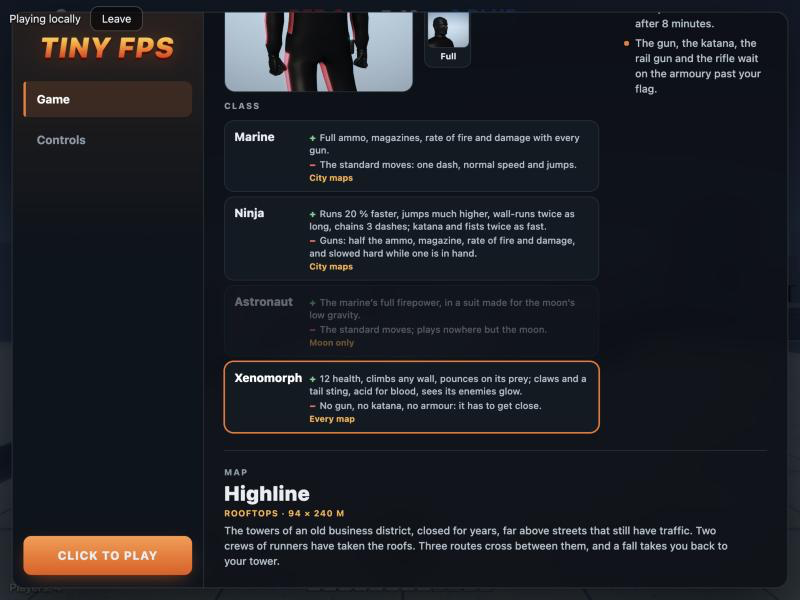 Playing locally
Leave
TINY FPS
Game
Controls
CLICK TO PLAY
Full
after 8 minutes.
The gun, the katana, the
rail gun and the rifle wait
on the armoury past your
flag.
CLASS
Marine
+ Full ammo, magazines, rate of fire and damage with every
gun.
− The standard moves: one dash, normal speed and jumps.
City maps
Ninja
+ Runs 20 % faster, jumps much higher, wall-runs twice as
long, chains 3 dashes; katana and fists twice as fast.
− Guns: half the ammo, magazine, rate of fire and damage,
and slowed hard while one is in hand.
City maps
Astronaut
+ The marine's full firepower, in a suit made for the moon's
low gravity.
− The standard moves; plays nowhere but the moon.
Moon only
Xenomorph
+ 12 health, climbs any wall, pounces on its prey; claws and a
tail sting, acid for blood, sees its enemies glow.
− No gun, no katana, no armour: it has to get close.
Every map
MAP
Highline
ROOFTOPS · 94 × 240 M
The towers of an old business district, closed for years, far above streets that still have traffic. Two
crews of runners have taken the roofs. Three routes cross between them, and a fall takes you back to
your tower.